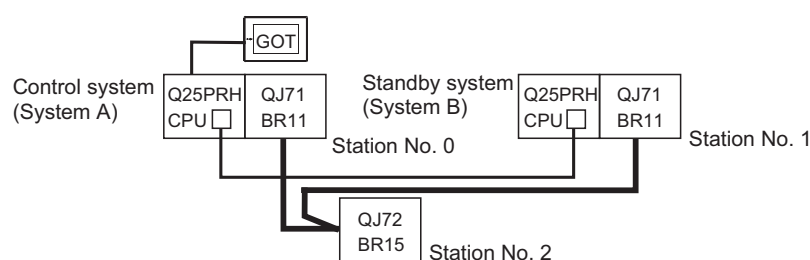 GOT
Control system
(System A)
Q25PRH
CPU
QJ71
BR11
Station No. 0
Standby system
(System B)
Q25PRH
CPU
QJ71
BR11
Station No. 1
QJ72
BR15
Station No. 2